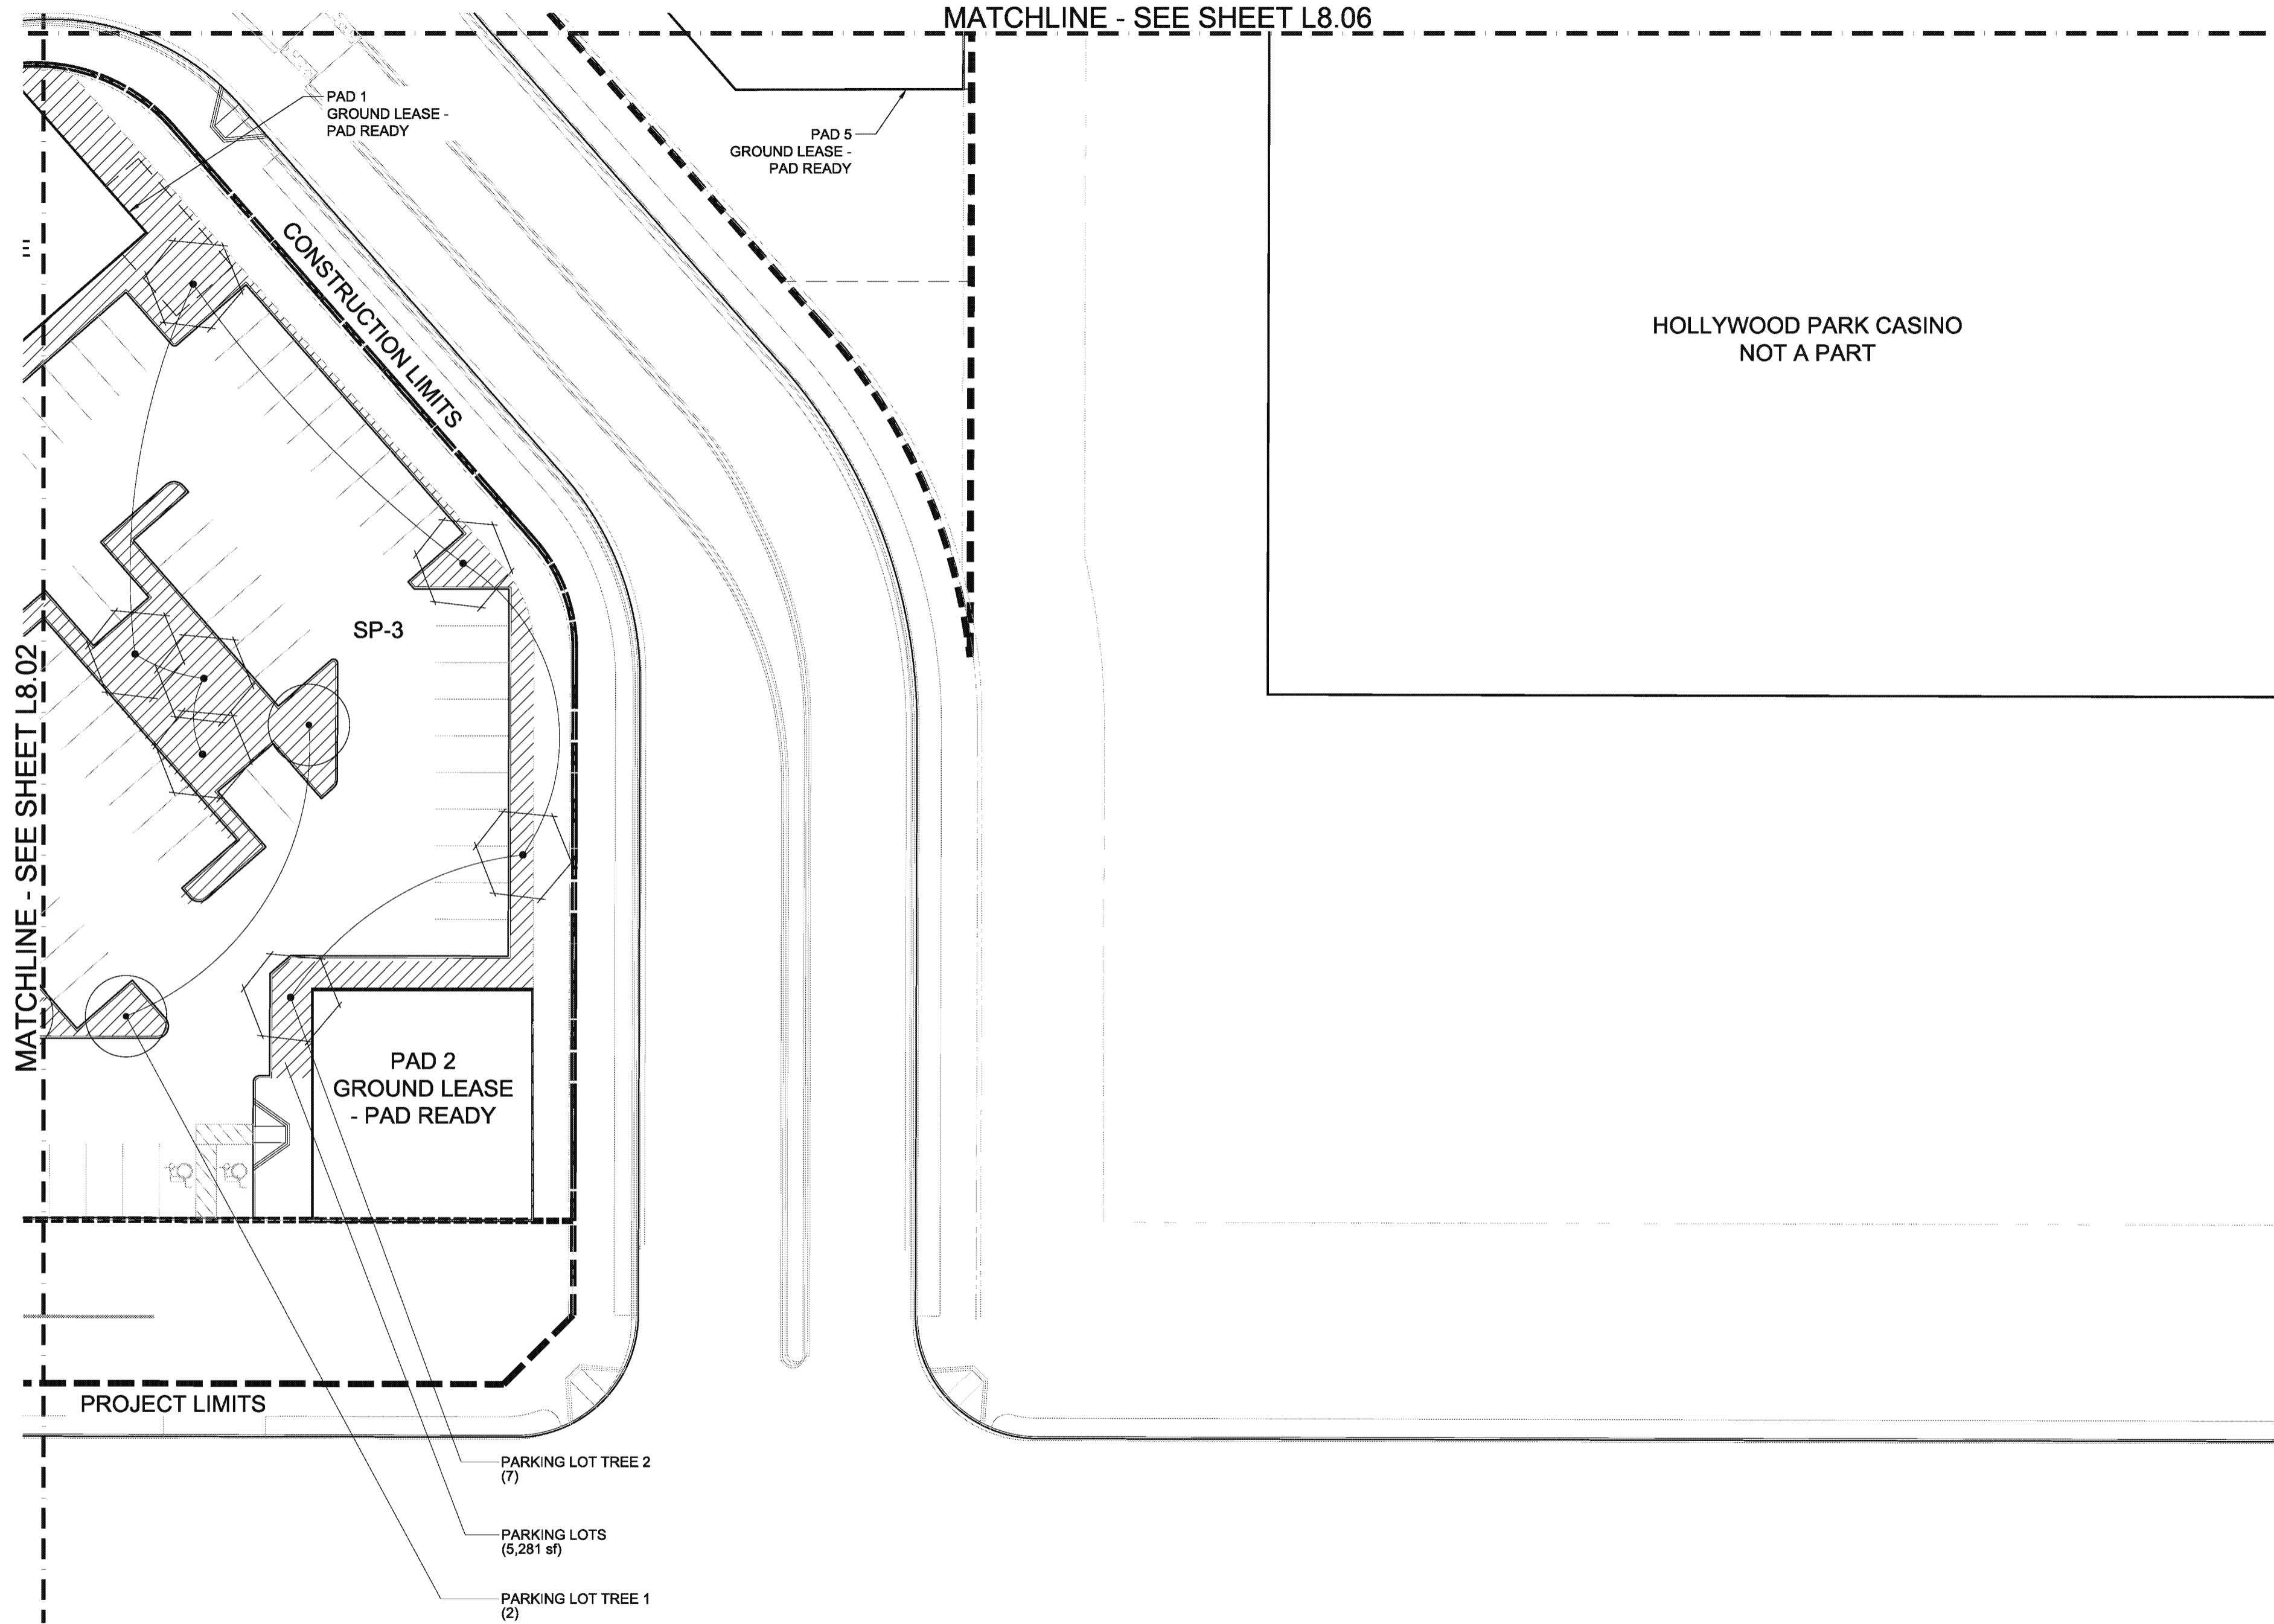 MATCHLINE - SEE SHEET L8.06
PAD 1
GROUND LEASE -
PAD READY
PAD 5
GROUND LEASE -
PAD READY
CONSTRUCTION LIMITS
HOLLYWOOD PARK CASINO
NOT A PART
SP-3
MATCHLINE - SEE SHEET L8.02
PAD 2
GROUND LEASE
- PAD READY
PROJECT LIMITS
PARKING LOT TREE 2
(7)
PARKING LOTS
(5,281 sf)
PARKING LOT TREE 1
(2)